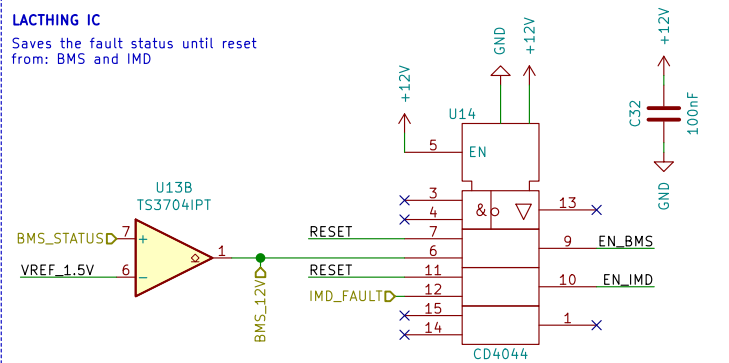 LACTHING IC
Saves the fault status until reset
from: BMS and IMD
+12V
GND
+12V
+12V
C32
100nF
GND
U14
5
EN
U13B
TS3704IPT
3
4
&
13
BMS_STATUS
7
+
RESET
7
9
EN_BMS
1
6
VREF_1.5V
6
−
RESET
11
10
EN_IMD
BMS_12V
IMD_FAULT
12
15
1
14
CD4044